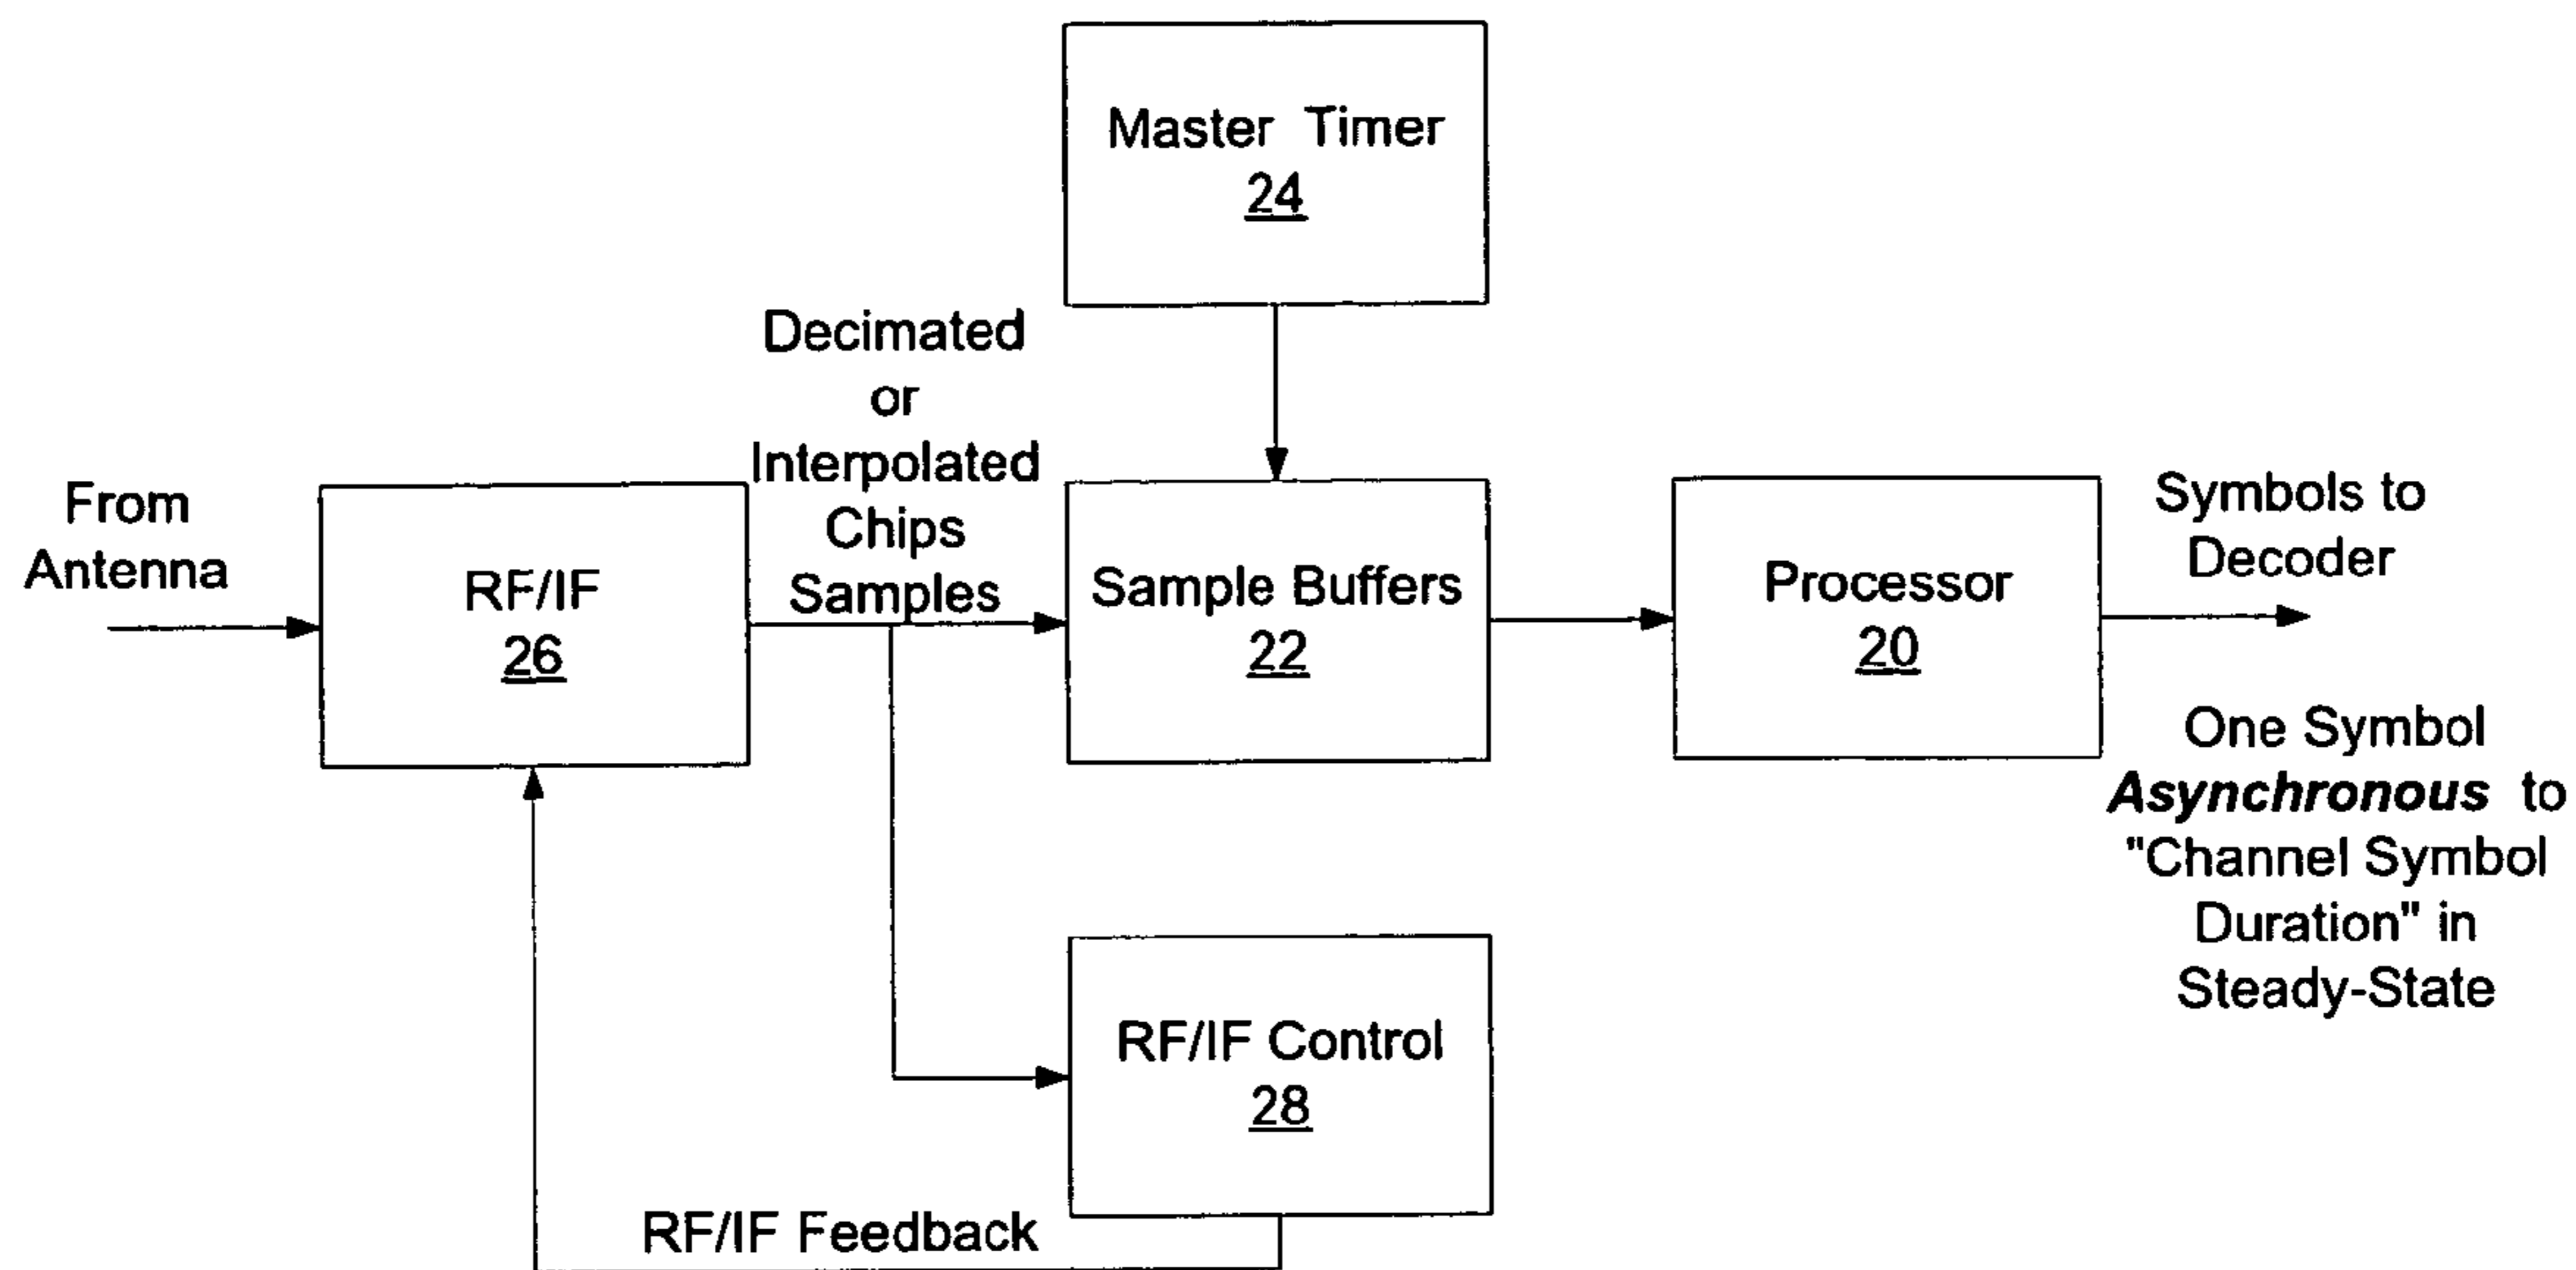 Master Timer
24
Decimated
or
Interpolated
Chips
Samples
From
Antenna
RF/IF
26
Sample Buffers
22
Processor
20
Symbols to
Decoder
One Symbol
Asynchronous to
"Channel Symbol
Duration" in
Steady-State
RF/IF Control
28
RF/IF Feedback